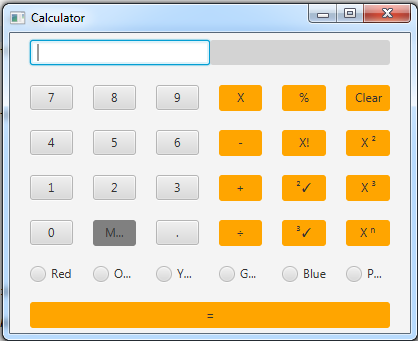 Calculator
7 8 9 X % Clear
4 5 6 - X! X ²
1 2 3 + ²✓ X ³
0 M... . ÷ ³✓ X ⁿ
Red O... Y... G... Blue P...
=